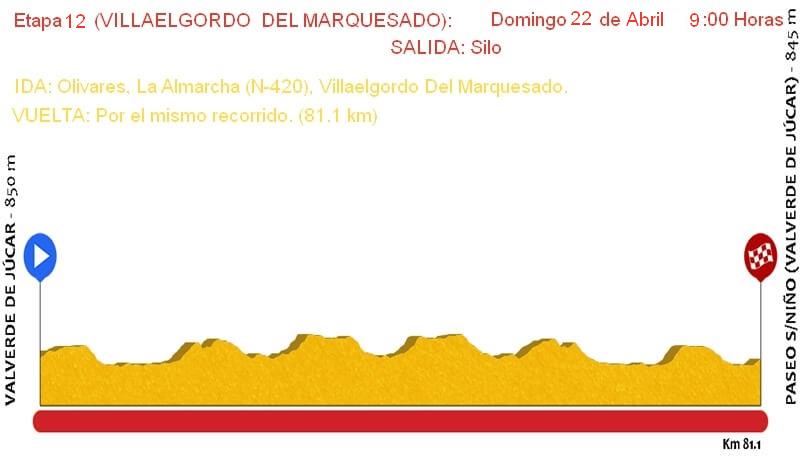 Etapa 12 (VILLAELGORDO DEL MARQUESADO): Domingo 22 de Abril 9:00 Horas
SALIDA: Silo
IDA: Olivares, La Almarcha (N-420), Villaelgordo Del Marquesado.
VUELTA: Por el mismo recorrido. (81.1 km)
VALVERDE DE JÚCAR - 850 m
PASEO S/NIÑO (VALVERDE DE JÚCAR) - 845 m
Km 81.1